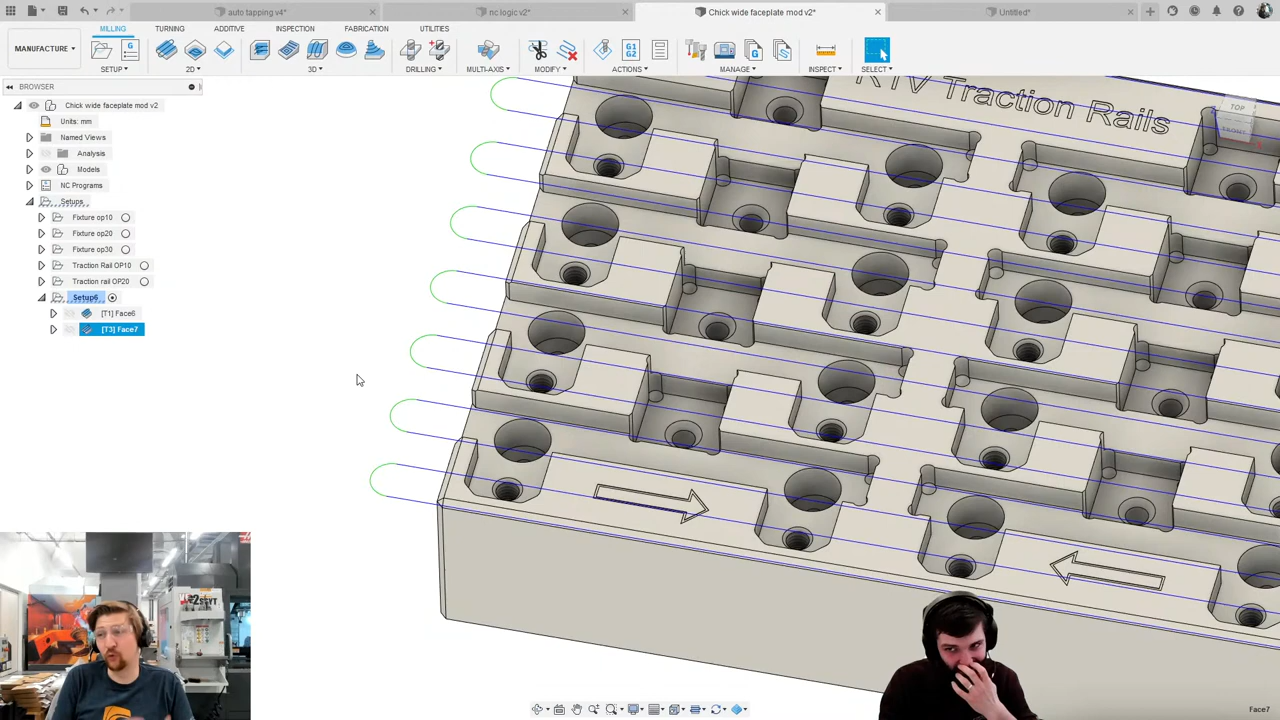 auto tapping v4*
nc.logic v2*
Chick wide faceplate mod v2*
Untitled*
MILLING
TURNING
ADDITIVE
INSPECTION
FABRICATION
UTILITIES
MANUFACTURE
SETUP
2D
3D
DRILLING
MULTI-AXIS
MODIFY
ACTIONS
MANAGE
INSPECT
SELECT
G1
G2
BROWSER
Chick wide faceplate mod v2
Units: mm
Named Views
Analysis
Models
NC Programs
Setups
Fixture op10
Fixture op20
Fixture op30
Traction Rail OP10
Traction rail OP20
Setup6
[T1] Face6
[T3] Face7
Traction Rails
TOP
FRONT
Face7